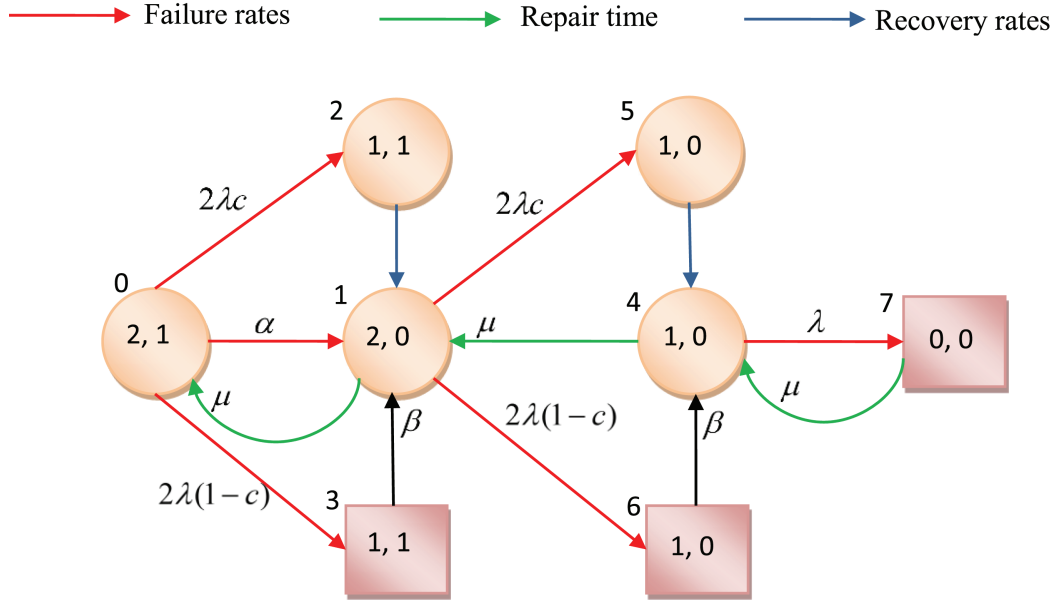 Failure rates
Repair time
Recovery rates
2
1, 1
5
1, 0
2λc
2λc
0
2, 1
α
1
2, 0
μ
4
1, 0
λ
7
0, 0
μ
μ
β
2λ(1−c)
β
2λ(1−c)
3
1, 1
6
1, 0